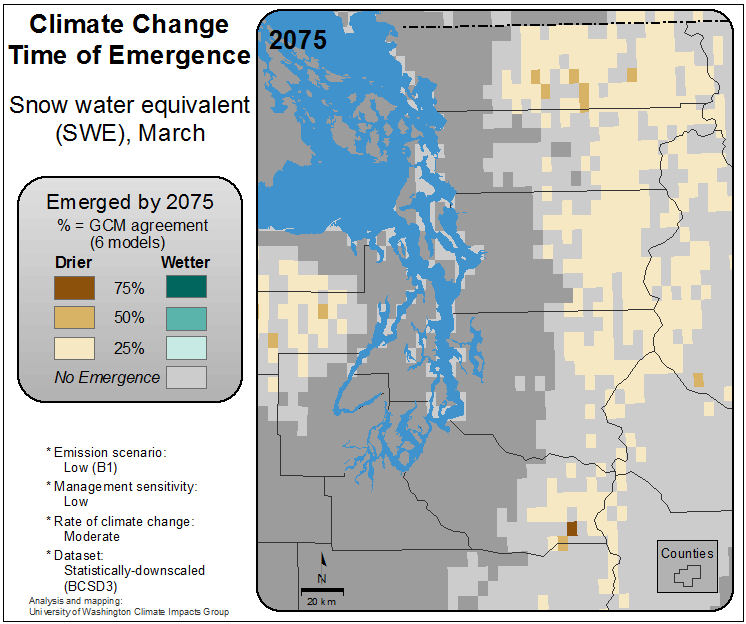 Climate Change
Time of Emergence
Snow water equivalent
(SWE), March
Emerged by 2075
% = GCM agreement
(6 models)
Drier Wetter
75%
50%
25%
No Emergence
* Emission scenario:
Low (B1)
* Management sensitivity:
Low
* Rate of climate change:
Moderate
* Dataset:
Statistically-downscaled
(BCSD3)
Analysis and mapping:
University of Washington Climate Impacts Group
2075
N
20 km
Counties